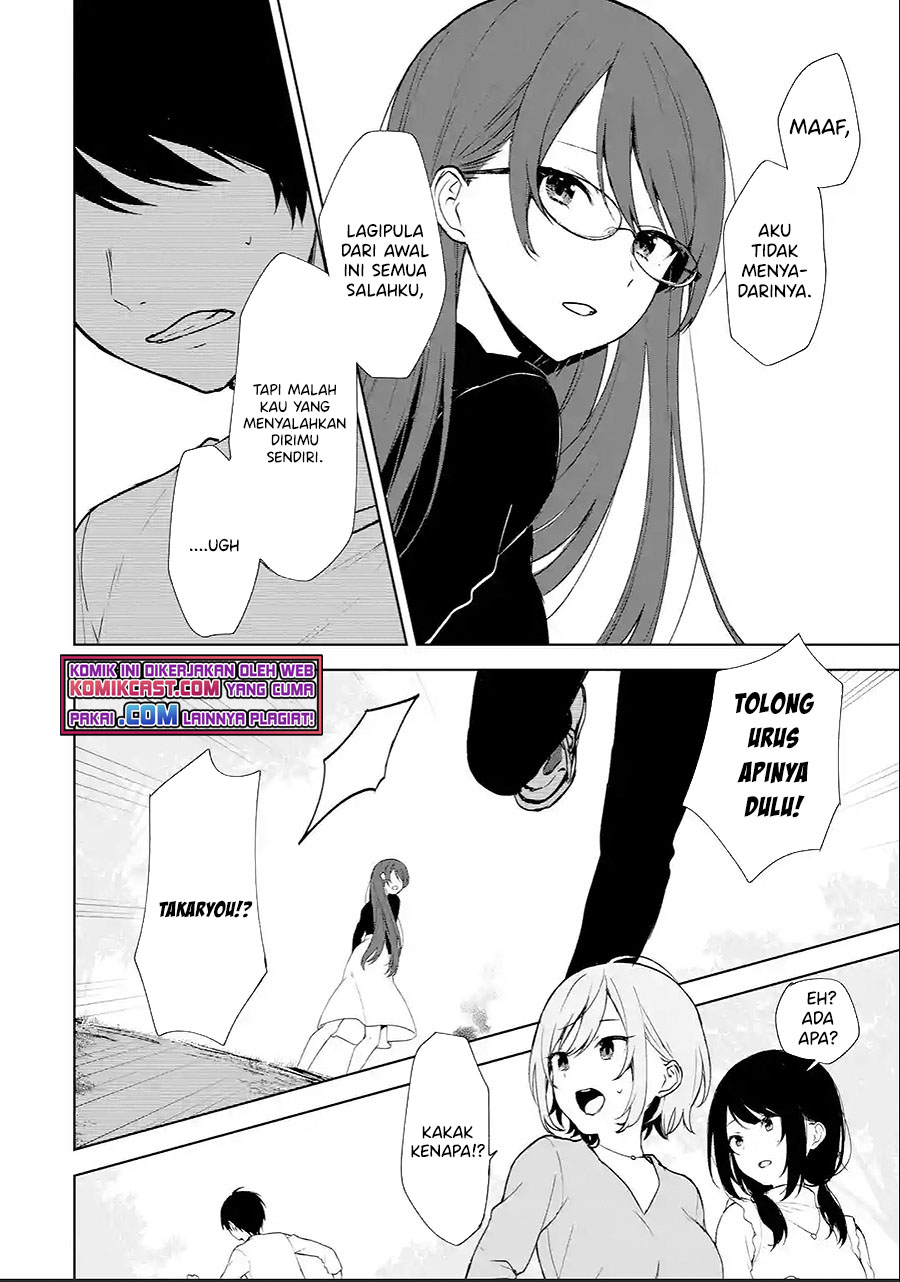 MAAF,
AKU
TIDAK
MENYA-
DARINYA.
LAGIPULA
DARI AWAL
INI SEMUA
SALAHKU,
TAPI MALAH
KAU YANG
MENYALAHKAN
DIRIMU
SENDIRI.
....UGH
KOMIK INI DIKERJAKAN OLEH WEB
KOMIKCAST.COM YANG CUMA
PAKAI .COM LAINNYA PLAGIAT!
TOLONG
URUS
APINYA
DULU!
TAKARYOU!?
EH?
ADA
APA?
KAKAK
KENAPA!?